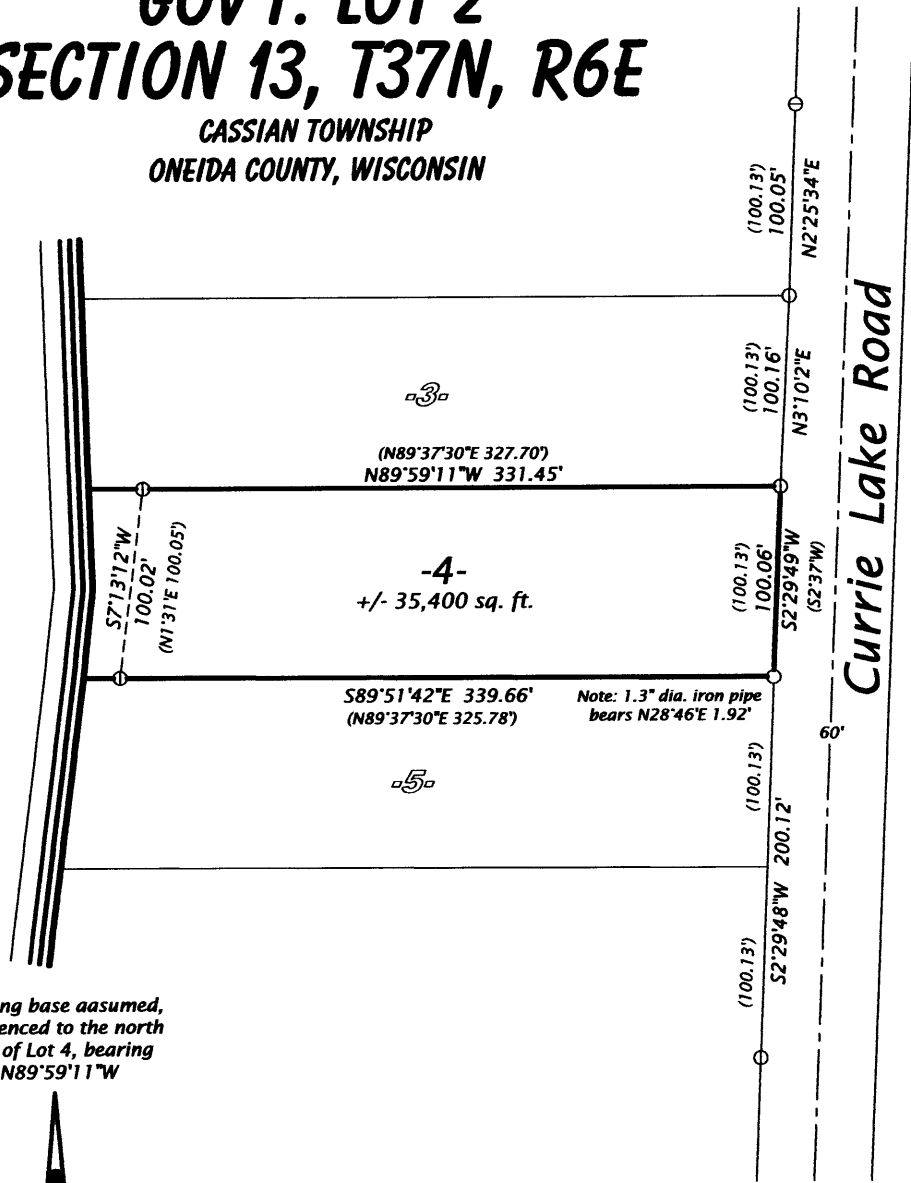 GOV'T. LOT 2
SECTION 13, T37N, R6E
CASSIAN TOWNSHIP
ONEIDA COUNTY, WISCONSIN
(100.13')
100.05'
N2°25'34"E
(100.13')
100.16'
N3°10'2"E
-3-
(N89°37'30"E 327.70')
N89°59'11"W 331.45'
S7°13'12"W
100.02'
(N1°31'E 100.05')
-4-
+/- 35,400 sq. ft.
(100.13')
100.06'
S2°29'49"W
(S2°37'W)
Currie Lake Road
S89°51'42"E 339.66'
(N89°37'30"E 325.78')
Note: 1.3" dia. iron pipe
bears N28°46'E 1.92'
60'
-5-
(100.13')
S2°29'48"W 200.12'
(100.13')
ng base aasumed,
enced to the north
of Lot 4, bearing
N89°59'11"W